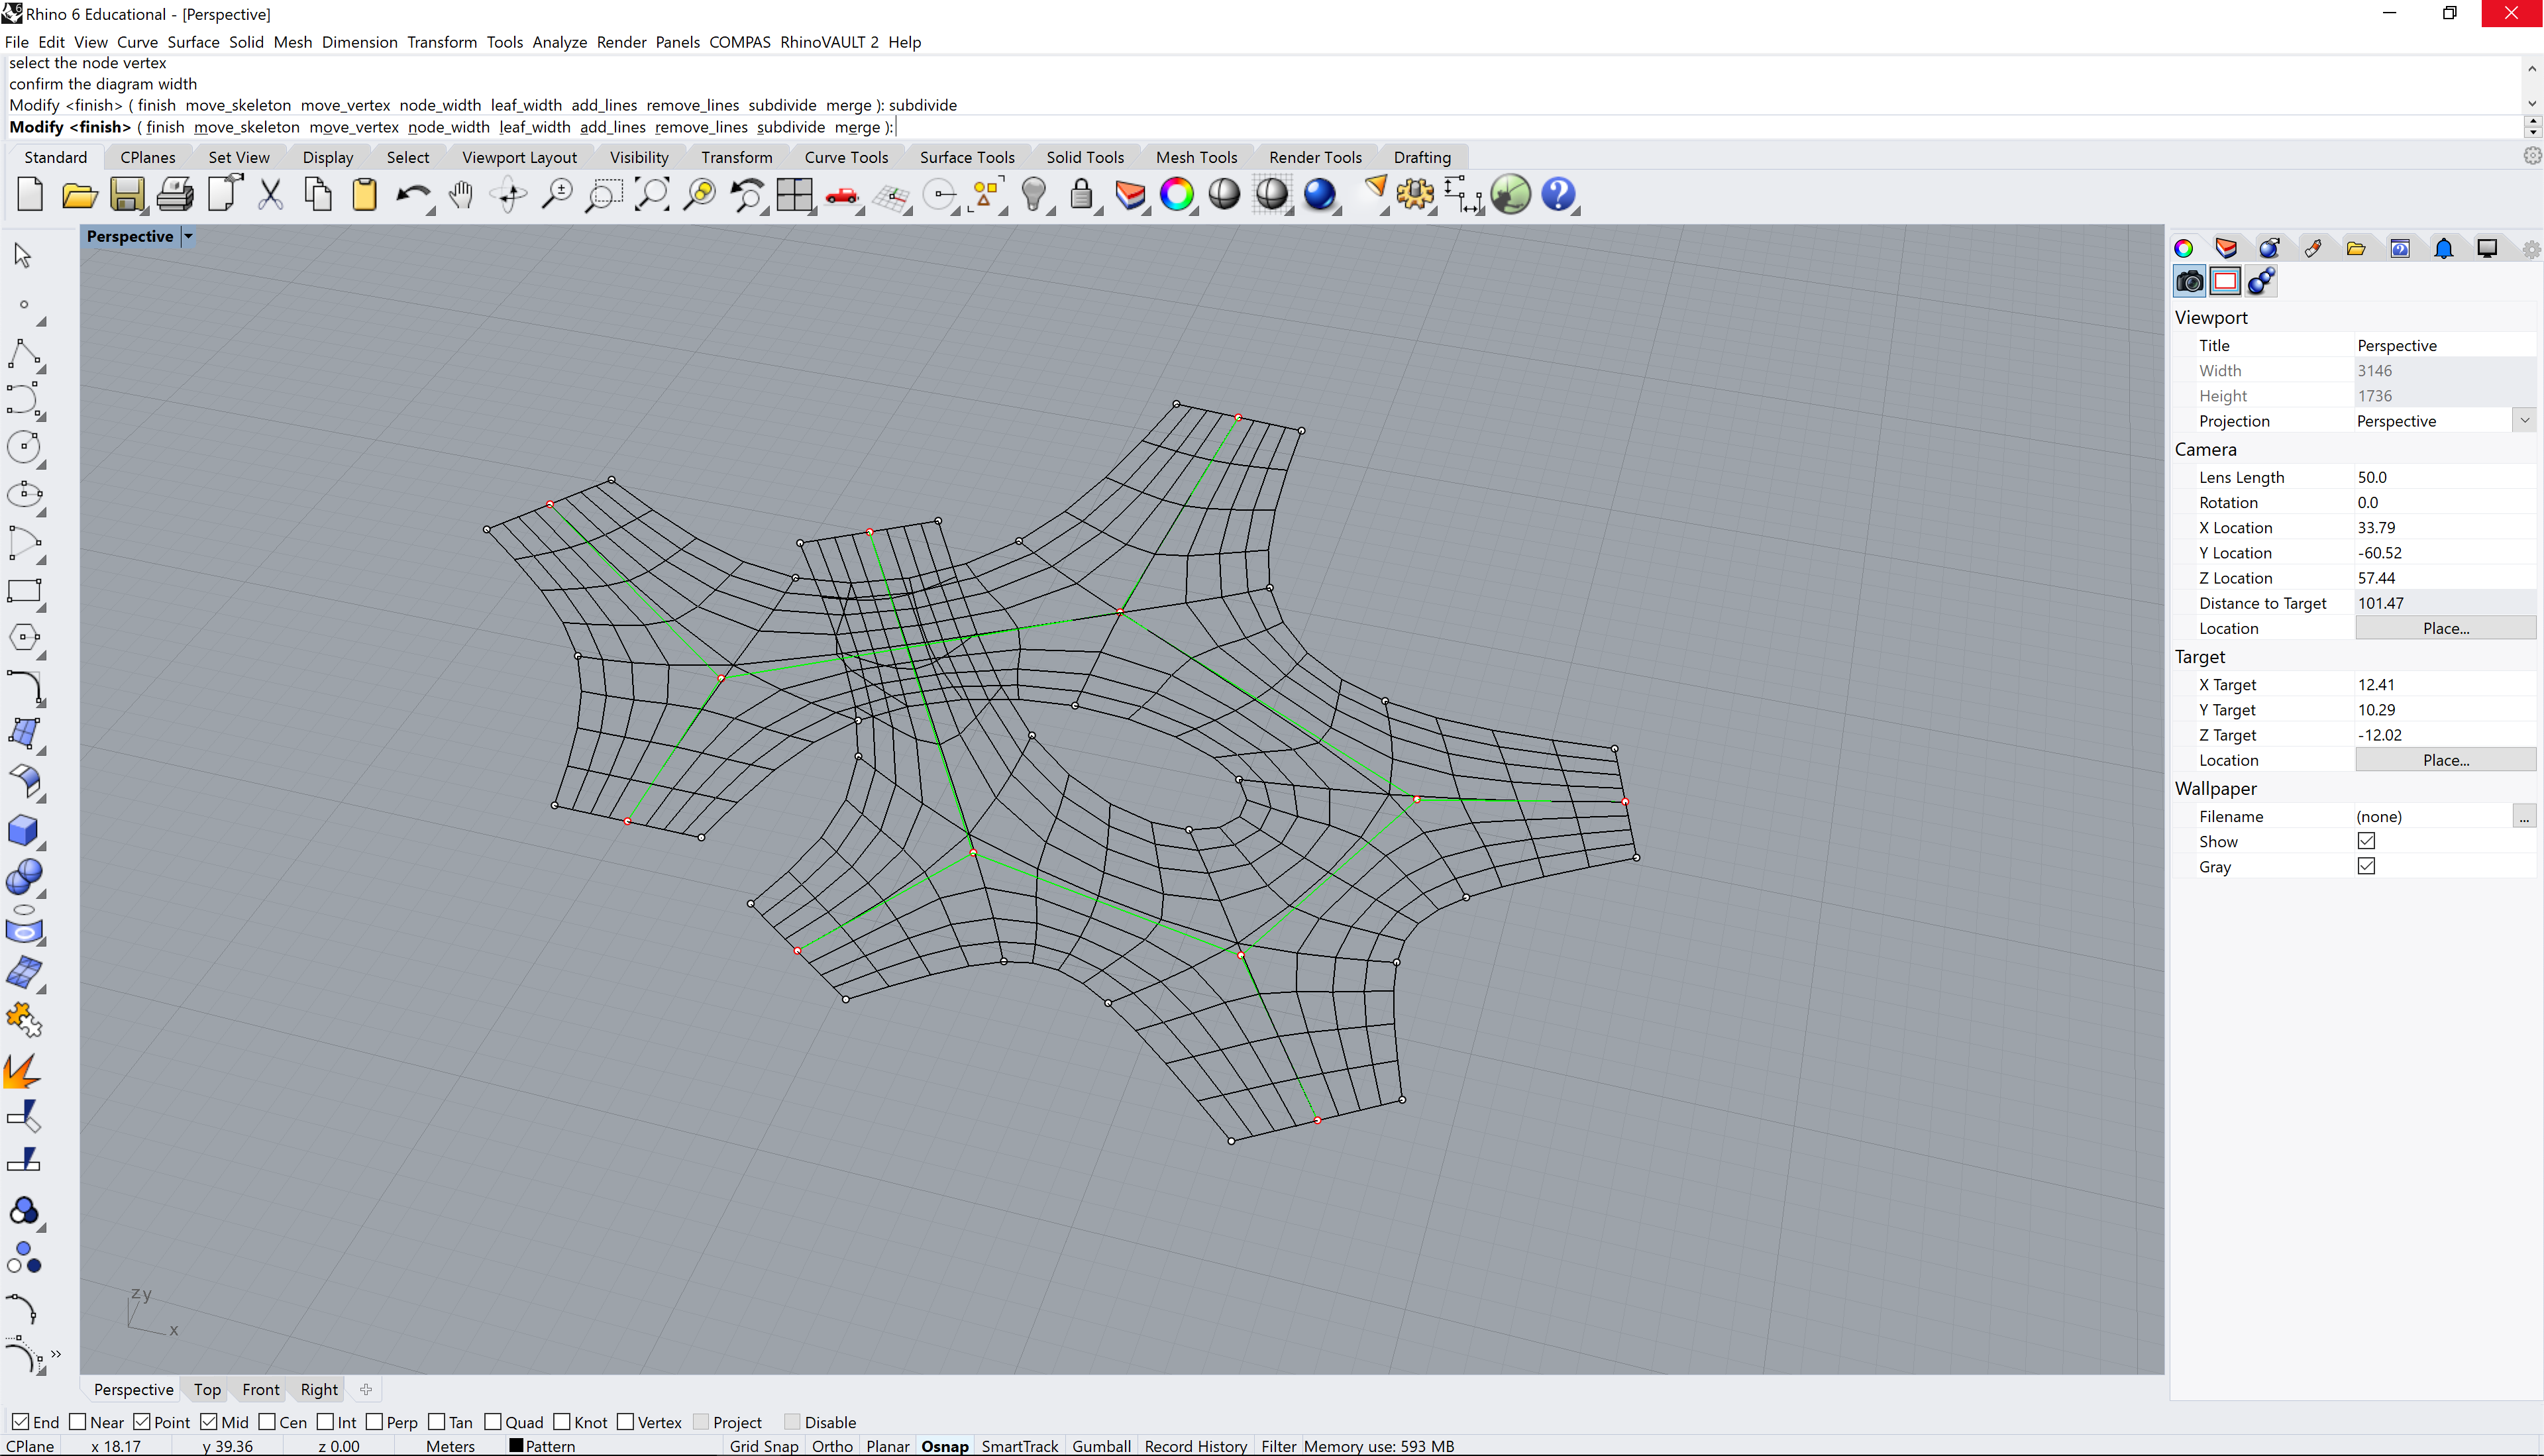 Rhino 6 Educational - [Perspective]
File Edit View Curve Surface Solid Mesh Dimension Transform Tools Analyze Render Panels COMPAS RhinoVAULT 2 Help
select the node vertex
confirm the diagram width
Modify <finish> ( finish move_skeleton move_vertex node_width leaf_width add_lines remove_lines subdivide merge ): subdivide
Modify <finish> ( finish move_skeleton move_vertex node_width leaf_width add_lines remove_lines subdivide merge ):
Standard CPlanes Set View Display Select Viewport Layout Visibility Transform Curve Tools Surface Tools Solid Tools Mesh Tools Render Tools Drafting
Perspective
Viewport
Title Perspective
Width 3146
Height 1736
Projection Perspective
Camera
Lens Length 50.0
Rotation 0.0
X Location 33.79
Y Location -60.52
Z Location 57.44
Distance to Target 101.47
Location Place...
Target
X Target 12.41
Y Target 10.29
Z Target -12.02
Location Place...
Wallpaper
Filename (none) ...
Show
Gray
z y
x
Perspective Top Front Right
End Near Point Mid Cen Int Perp Tan Quad Knot Vertex Project Disable
CPlane x 18.17 y 39.36 z 0.00 Meters Pattern Grid Snap Ortho Planar Osnap SmartTrack Gumball Record History Filter Memory use: 593 MB